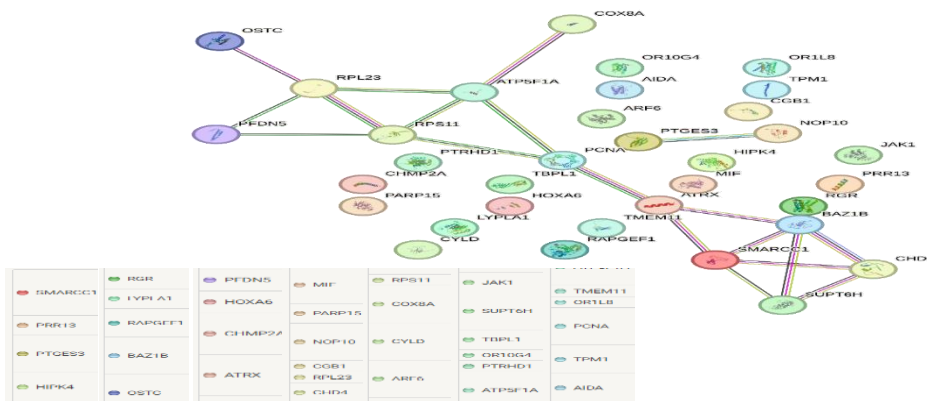 COX8A
OSTC
OR10G4
OR1L8
RPL23
ATP5F1A
AIDA
TPM1
CGB1
ARF6
PFDN5
RPS11
PTGES3
NOP10
PCNA
PTRHD1
HIPK4
JAK1
CHMP2A
TBPL1
MIF
PRR13
PARP15
HOXA6
ATRX
RGR
LYPLA1
TMEM11
BAZ1B
CYLD
RAPGEF1
SMARCC1
CHD
SUPT6H
SMARCC1
PRR13
PTGES3
HIPK4
RGR
LYPLA1
RAPGEF1
BAZ1B
OSTC
PFDN5
HOXA6
CHMP2A
ATRX
MIF
PARP15
NOP10
CGB1
RPL23
CHD4
RPS11
COX8A
CYLD
ARF6
JAK1
SUPT6H
TBPL1
OR10G4
PTRHD1
ATP5F1A
TMEM11
OR1L8
PCNA
TPM1
AIDA